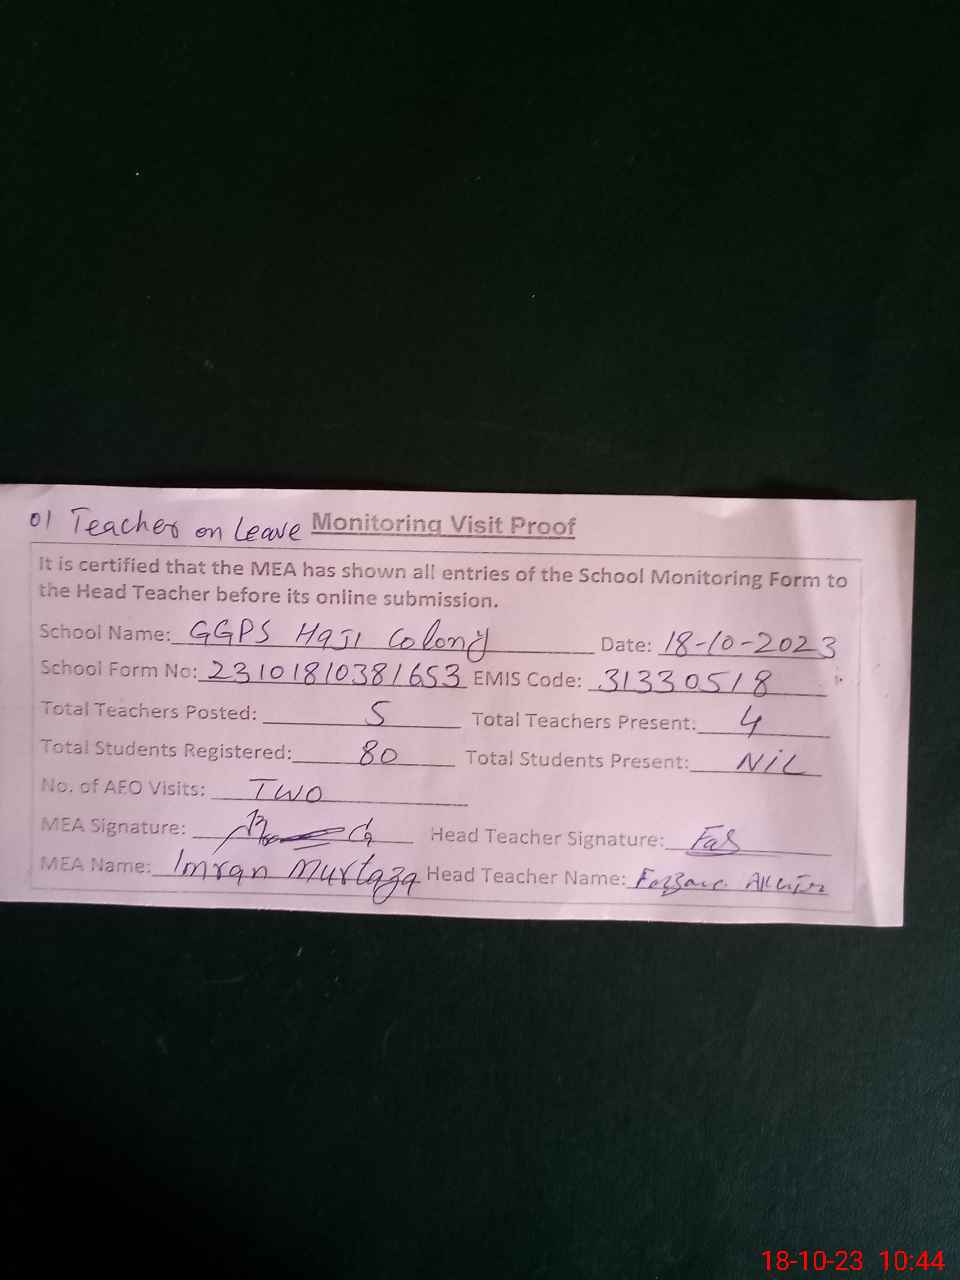 01 Teacher on Leave Monitoring Visit Proof
It is certified that the MEA has shown all entries of the School Monitoring Form to
the Head Teacher before its online submission.
School Name: GGPS HaJI Colony Date: 18-10-2023
School Form No: 23101810381653 EMIS Code: 31330518
Total Teachers Posted: 5 Total Teachers Present: 4
Total Students Registered: 80 Total Students Present: NiL
No. of AEO Visits: TWO
MEA Signature: Head Teacher Signature:
MEA Name: Imran Murtaza Head Teacher Name:
18-10-23 10:44